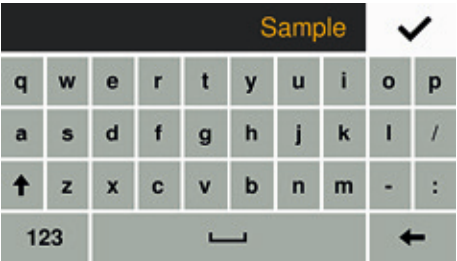 Sample
q w e r t y u i o p
a s d f g h j k l /
z x c v b n m - :
123